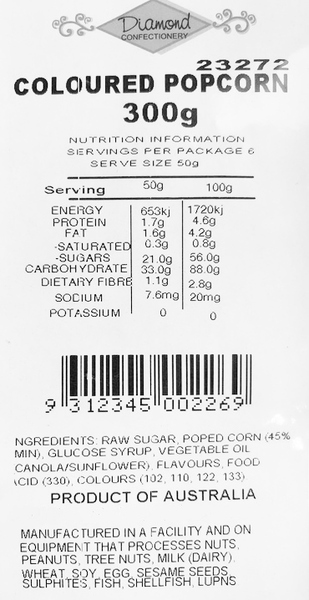 Diamond
CONFECTIONERY
23272
COLOURED POPCORN
300g
NUTRITION INFORMATION
SERVINGS PER PACKAGE 6
SERVE SIZE 50g
Serving 50g 100g
ENERGY 653kj 1720kj
PROTEIN 1.7g 4.6g
FAT 1.6g 4.2g
-SATURATED 0.3g 0.8g
-SUGARS 21.0g 56.0g
CARBOHYDRATE 33.0g 88.0g
DIETARY FIBRE 1.1g 2.8g
SODIUM 7.6mg 20mg
POTASSIUM 0 0
9 312345 002269
NGREDIENTS: RAW SUGAR, POPED CORN (45%
MIN), GLUCOSE SYRUP, VEGETABLE OIL
CANOLA/SUNFLOWER), FLAVOURS, FOOD
\CID (330), COLOURS (102, 110, 122, 133)
PRODUCT OF AUSTRALIA
MANUFACTURED IN A FACILITY AND ON
EQUIPMENT THAT PROCESSES NUTS,
PEANUTS, TREE NUTS, MILK (DAIRY),
WHEAT, SOY, EGG, SESAME SEEDS,
SULPHITES, FISH, SHELLFISH, LUPNS